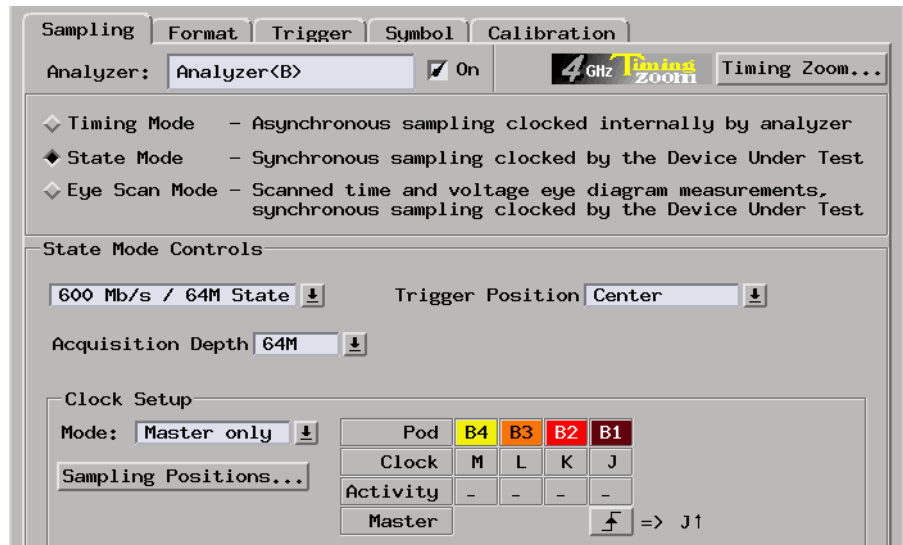 Sampling Format Trigger Symbol Calibration
Analyzer: Analyzer<B> On 4 GHz Timing Zoom Timing Zoom...
Timing Mode – Asynchronous sampling clocked internally by analyzer
State Mode – Synchronous sampling clocked by the Device Under Test
Eye Scan Mode – Scanned time and voltage eye diagram measurements,
synchronous sampling clocked by the Device Under Test
State Mode Controls
600 Mb/s / 64M State Trigger Position Center
Acquisition Depth 64M
Clock Setup
Mode: Master only Pod B4 B3 B2 B1
Clock M L K J
Sampling Positions...
Activity – – – –
Master => J↑